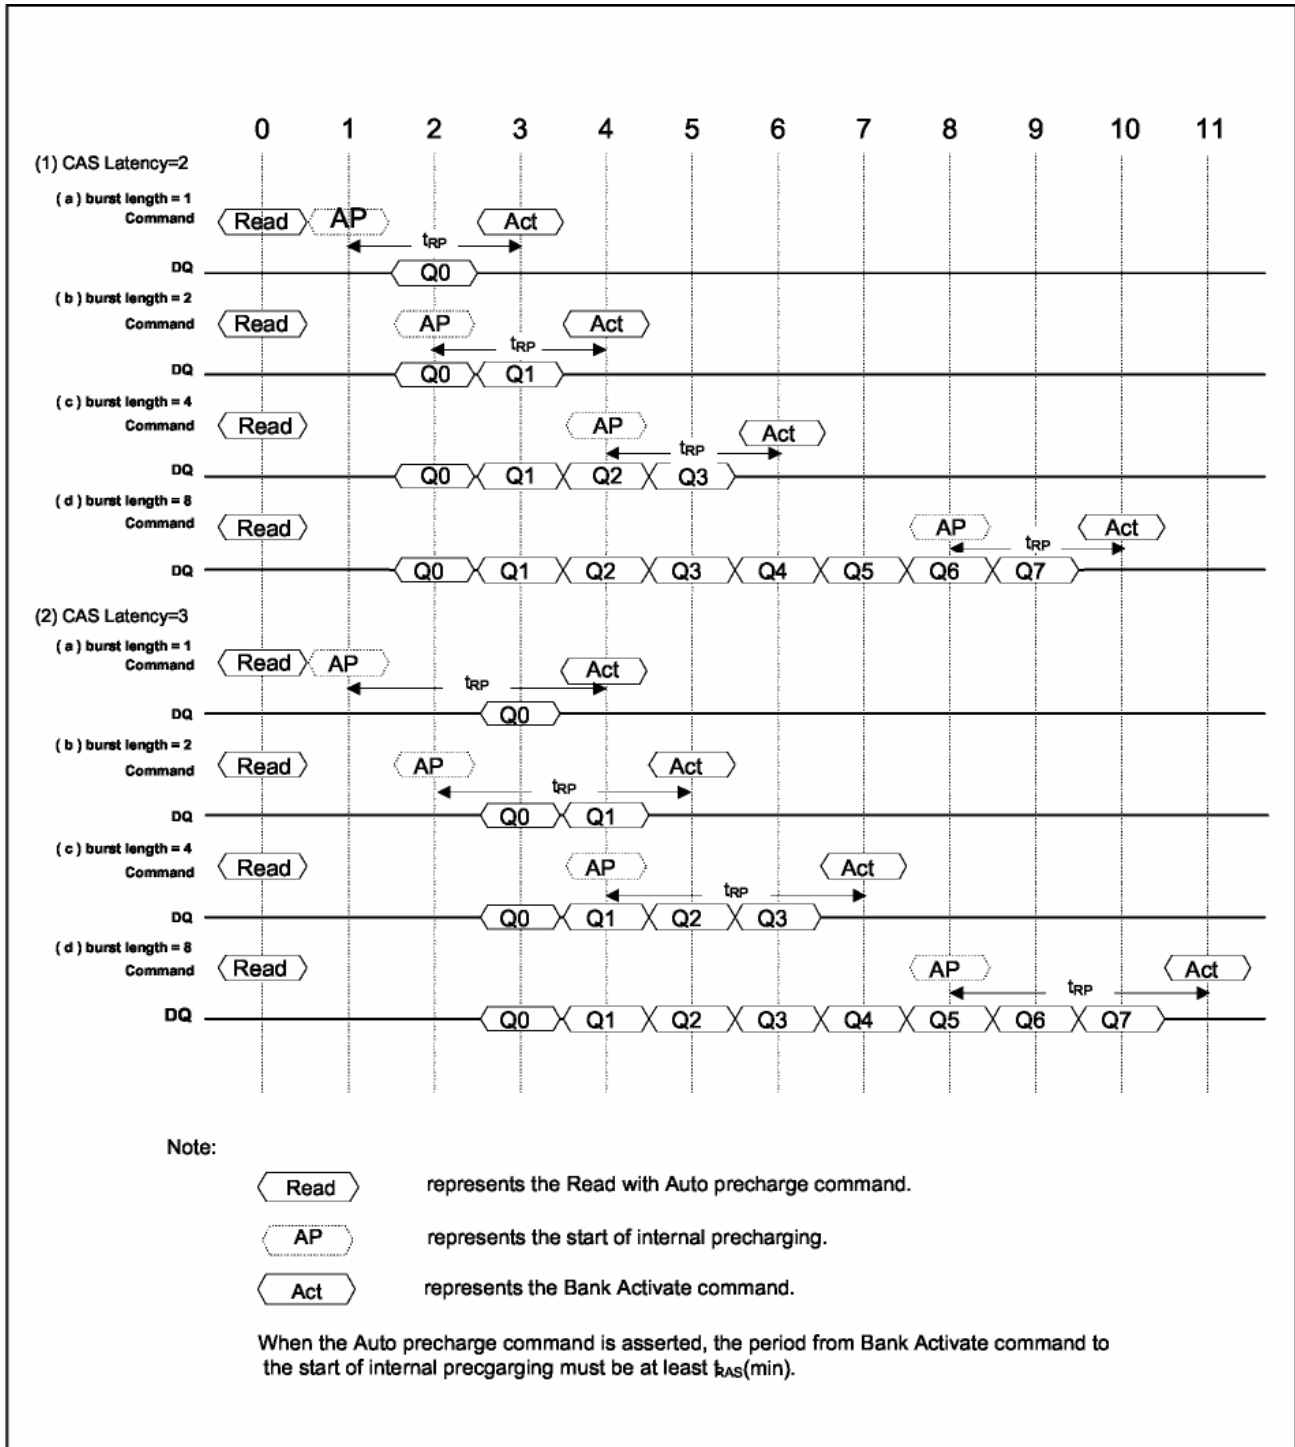 0 1 2 3 4 5 6 7 8 9 10 11
(1) CAS Latency=2
( a ) burst length = 1
Command Read AP Act
tRP
DQ Q0
( b ) burst length = 2
Command Read AP Act
tRP
DQ Q0 Q1
( c ) burst length = 4
Command Read AP Act
tRP
DQ Q0 Q1 Q2 Q3
( d ) burst length = 8
Command Read AP Act
tRP
DQ Q0 Q1 Q2 Q3 Q4 Q5 Q6 Q7
(2) CAS Latency=3
( a ) burst length = 1
Command Read AP Act
tRP
DQ Q0
( b ) burst length = 2
Command Read AP Act
tRP
DQ Q0 Q1
( c ) burst length = 4
Command Read AP Act
tRP
DQ Q0 Q1 Q2 Q3
( d ) burst length = 8
Command Read AP Act
tRP
DQ Q0 Q1 Q2 Q3 Q4 Q5 Q6 Q7
Note:
Read represents the Read with Auto precharge command.
AP represents the start of internal precharging.
Act represents the Bank Activate command.
When the Auto precharge command is asserted, the period from Bank Activate command to
the start of internal precgarging must be at least tRAS(min).